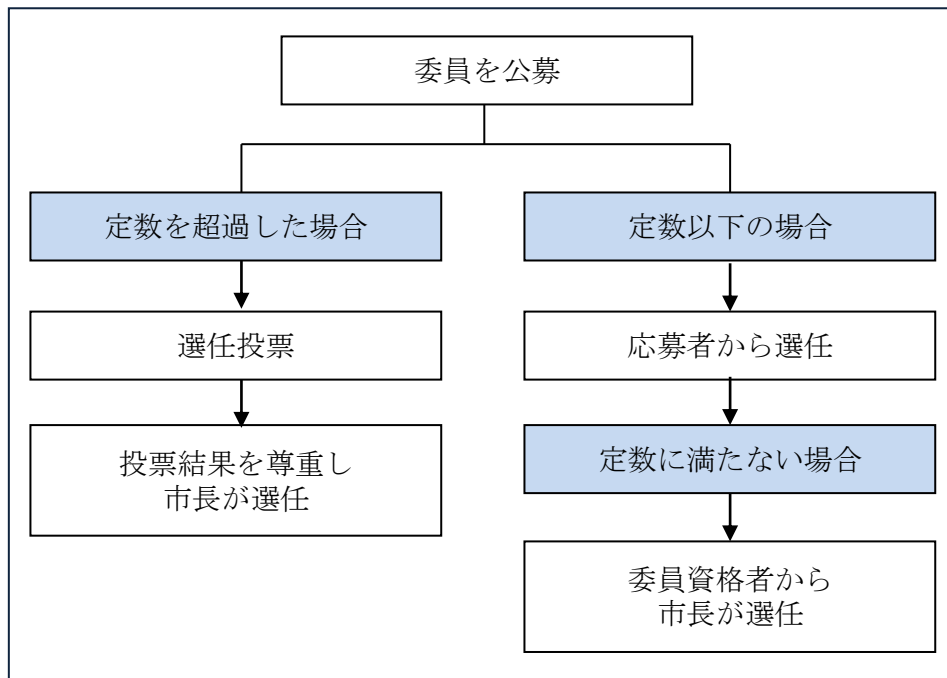 委員を公募
定数を超過した場合
定数以下の場合
選任投票
応募者から選任
投票結果を尊重し
市長が選任
定数に満たない場合
委員資格者から
市長が選任